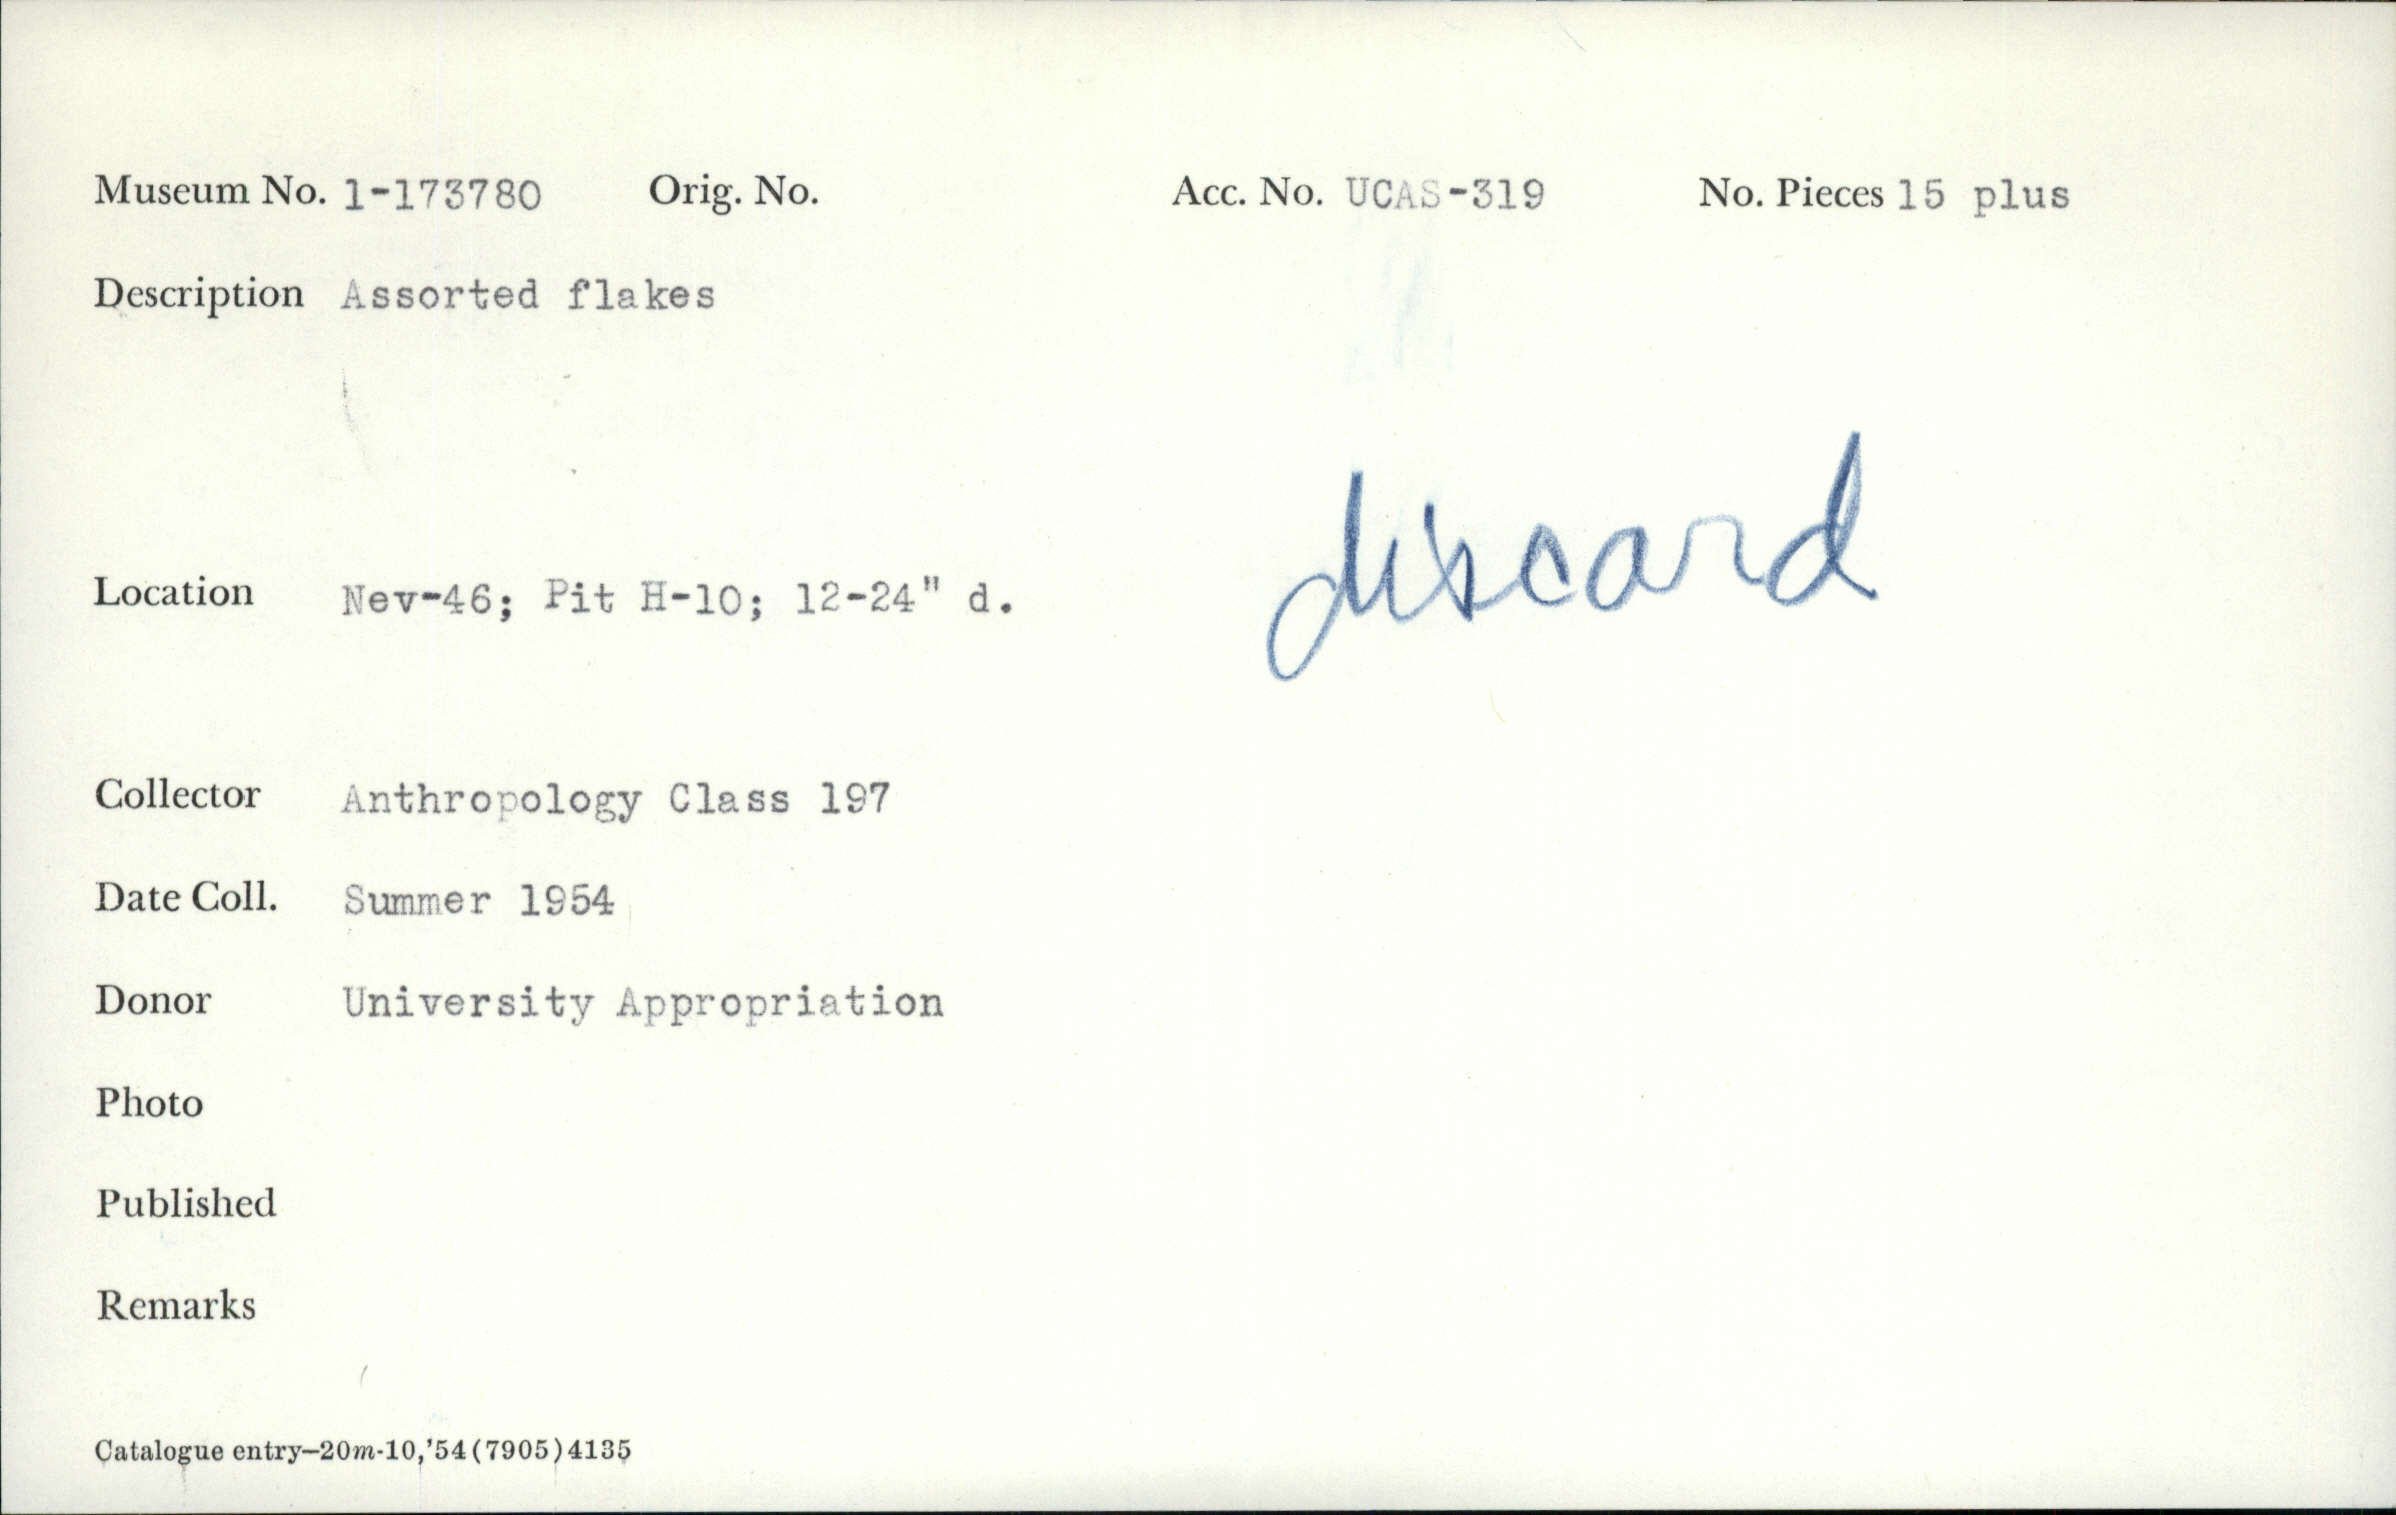 Museum No. 1-173780 Orig. No. Acc. No. UCAS-319 No. Pieces 15 plus
Description Assorted flakes
discard
Location Nev-46; Pit H-10; 12-24" d.
Collector Anthropology Class 197
Date Coll. Summer 1954
Donor University Appropriation
Photo
Published
Remarks
Catalogue entry—20m-10,'54(7905)4135